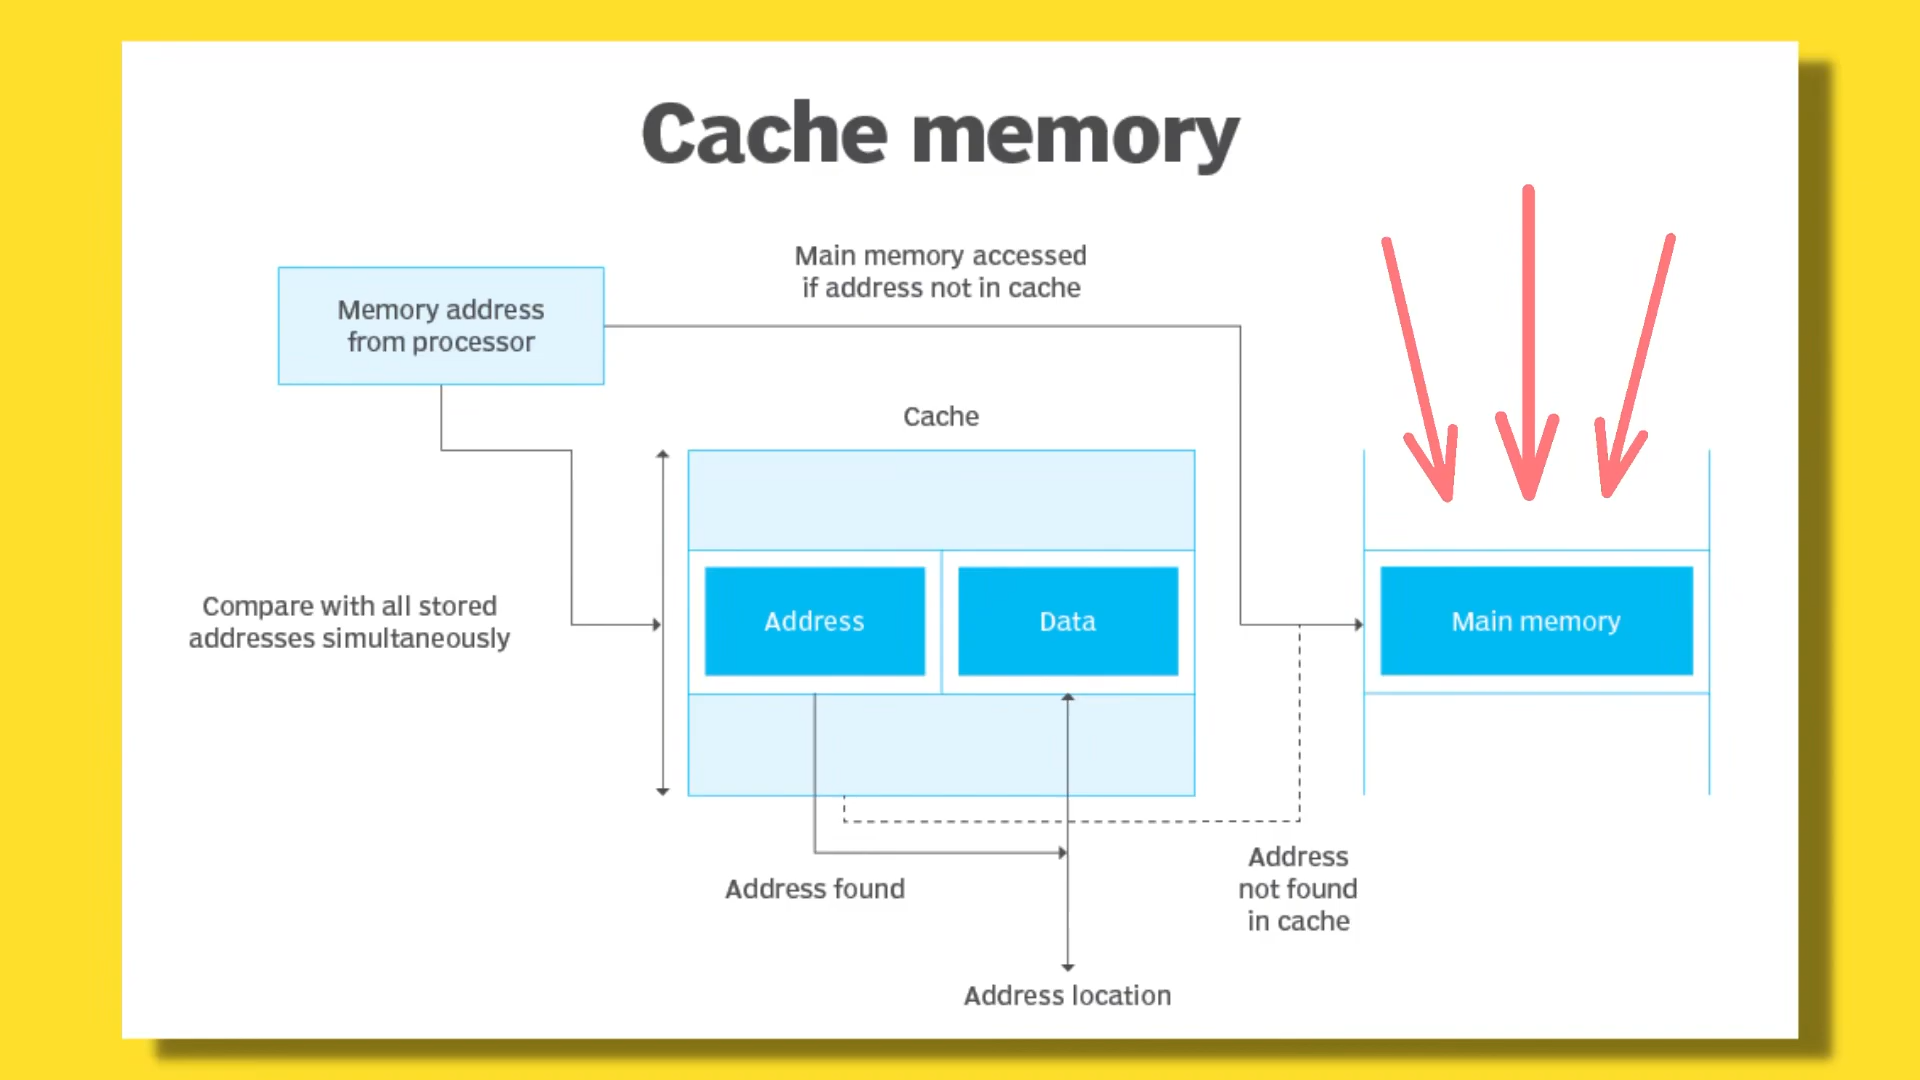 Cache memory
Memory address
from processor
Main memory accessed
if address not in cache
Cache
Compare with all stored
addresses simultaneously
Address
Data
Main memory
Address found
Address
not found
in cache
Address location